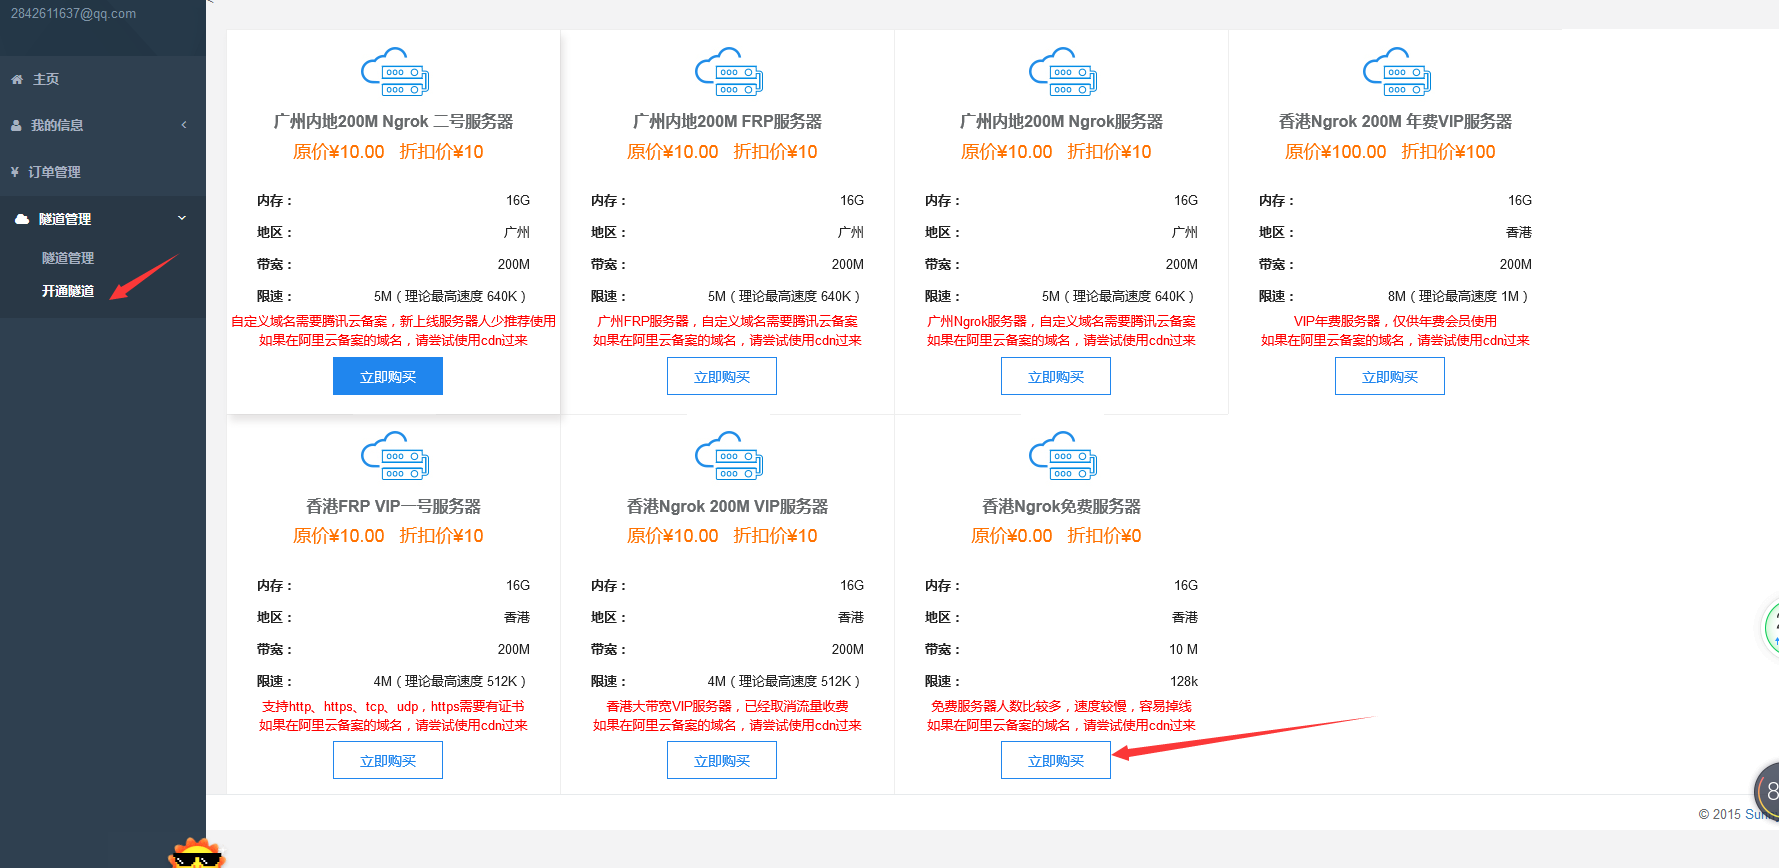 2842611637@qq.com
主页
我的信息
¥ 订单管理
隧道管理
隧道管理
开通隧道
广州内地200M Ngrok 二号服务器
原价¥10.00 折扣价¥10
内存： 16G
地区： 广州
带宽： 200M
限速： 5M（理论最高速度 640K）
自定义域名需要腾讯云备案，新上线服务器人少推荐使用
如果在阿里云备案的域名，请尝试使用cdn过来
立即购买
广州内地200M FRP服务器
原价¥10.00 折扣价¥10
内存： 16G
地区： 广州
带宽： 200M
限速： 5M（理论最高速度 640K）
广州FRP服务器，自定义域名需要腾讯云备案
如果在阿里云备案的域名，请尝试使用cdn过来
立即购买
广州内地200M Ngrok服务器
原价¥10.00 折扣价¥10
内存： 16G
地区： 广州
带宽： 200M
限速： 5M（理论最高速度 640K）
广州Ngrok服务器，自定义域名需要腾讯云备案
如果在阿里云备案的域名，请尝试使用cdn过来
立即购买
香港Ngrok 200M 年费VIP服务器
原价¥100.00 折扣价¥100
内存： 16G
地区： 香港
带宽： 200M
限速： 8M（理论最高速度 1M）
VIP年费服务器，仅供年费会员使用
如果在阿里云备案的域名，请尝试使用cdn过来
立即购买
香港FRP VIP一号服务器
原价¥10.00 折扣价¥10
内存： 16G
地区： 香港
带宽： 200M
限速： 4M（理论最高速度 512K）
支持http、https、tcp、udp，https需要有证书
如果在阿里云备案的域名，请尝试使用cdn过来
立即购买
香港Ngrok 200M VIP服务器
原价¥10.00 折扣价¥10
内存： 16G
地区： 香港
带宽： 200M
限速： 4M（理论最高速度 512K）
香港大带宽VIP服务器，已经取消流量收费
如果在阿里云备案的域名，请尝试使用cdn过来
立即购买
香港Ngrok免费服务器
原价¥0.00 折扣价¥0
内存： 16G
地区： 香港
带宽： 10 M
限速： 128k
免费服务器人数比较多，速度较慢，容易掉线
如果在阿里云备案的域名，请尝试使用cdn过来
立即购买
8
© 2015